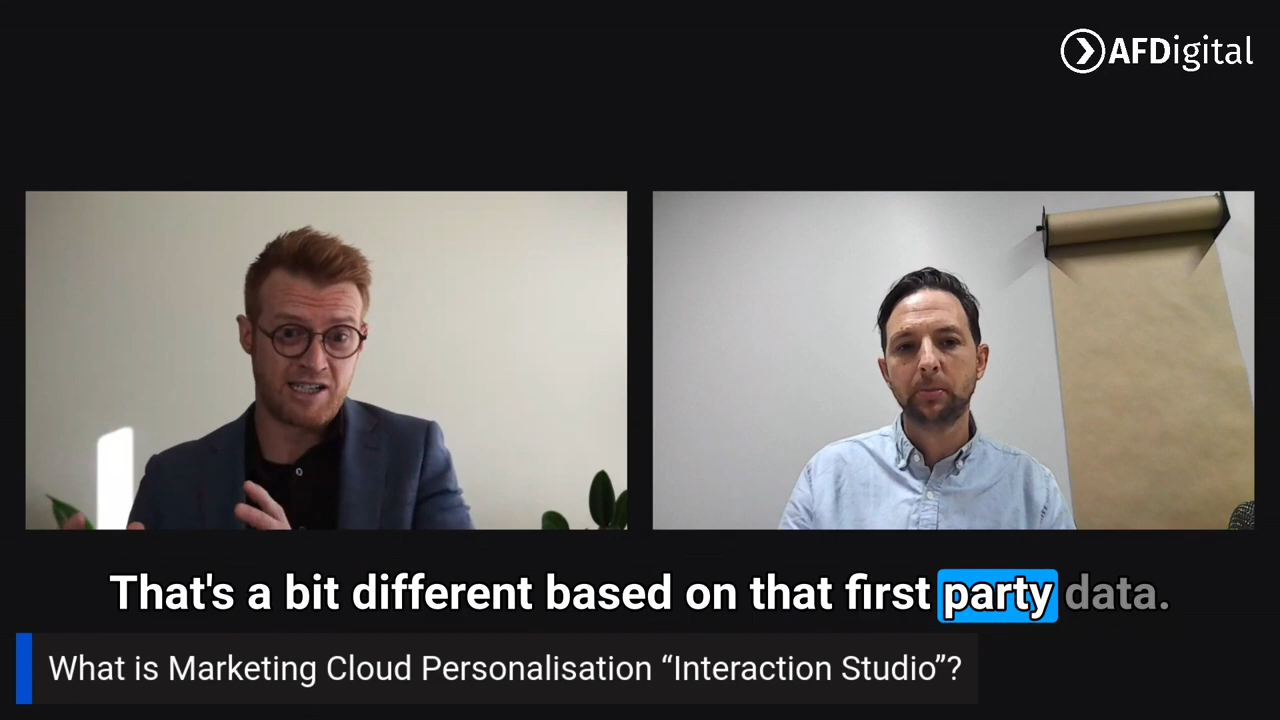 AFDigital
That's a bit different based on that first party data.
What is Marketing Cloud Personalisation “Interaction Studio”?